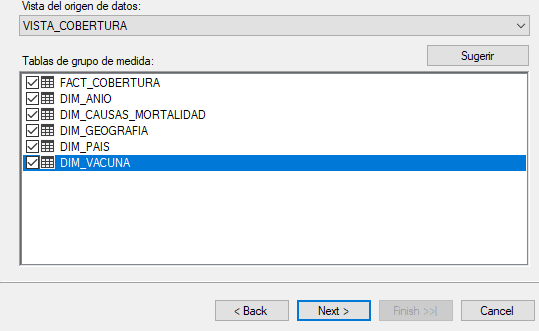 Vista del origen de datos:
VISTA_COBERTURA
Sugerir
Tablas de grupo de medida:
FACT_COBERTURA
DIM_ANIO
DIM_CAUSAS_MORTALIDAD
DIM_GEOGRAFIA
DIM_PAIS
DIM_VACUNA
< Back
Next >
Finish >>|
Cancel